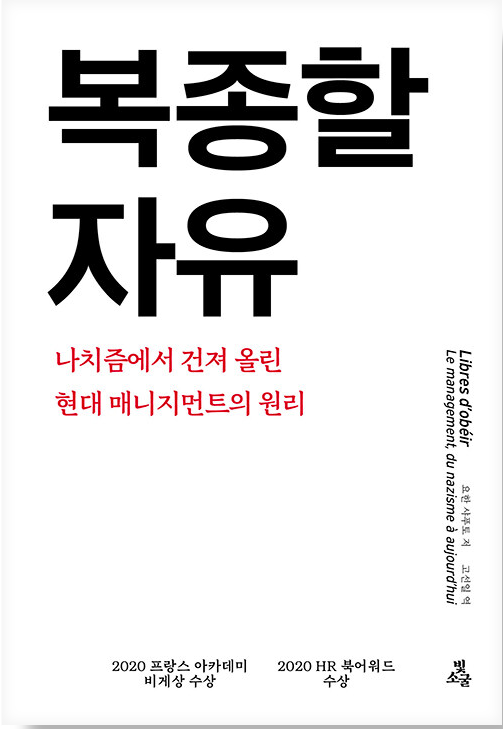 복종할
자유
나치즘에서 건져 올린
현대 매니지먼트의 원리
Libres d'obéir
Le management, du nazisme à aujourd'hui
요한 샤푸토 저 고선일 역
2020 프랑스 아카데미
비게상 수상
2020 HR 북어워드
수상
빛
소굴